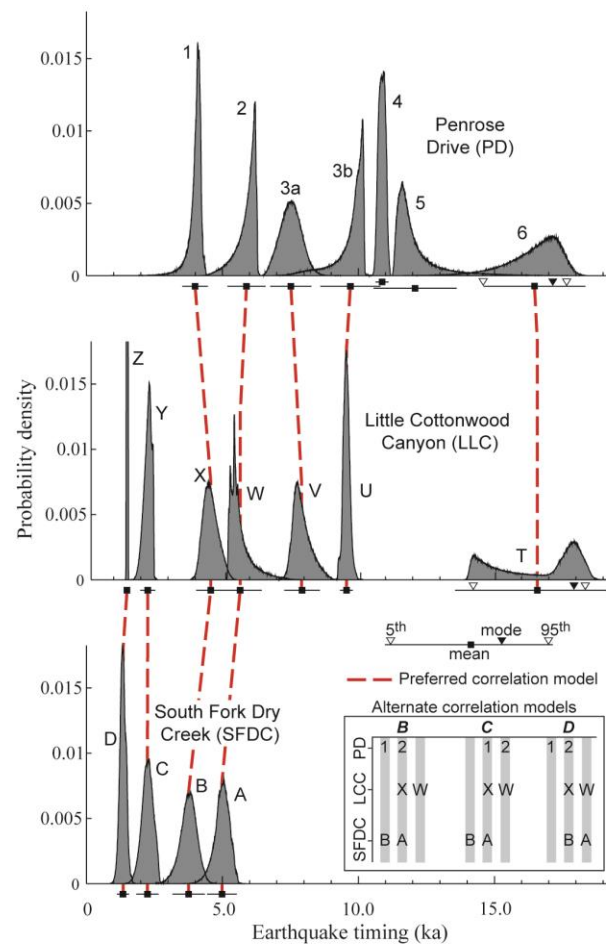 0.015
0.01
0.005
0
1
2
3a
3b
4
5
6
Penrose
Drive (PD)
Probability density
0.015
0.01
0.005
0
Z
Y
X
W
V
U
T
Little Cottonwood
Canyon (LLC)
5th
mode
95th
mean
Preferred correlation model
0.015
0.01
0.005
0
D
C
B
A
South Fork Dry
Creek (SFDC)
Alternate correlation models
B C D
PD 1 2 1 2 1 2
LCC X W X W X W
SFDC B A B A B A
0 5.0 10.0 15.0
Earthquake timing (ka)